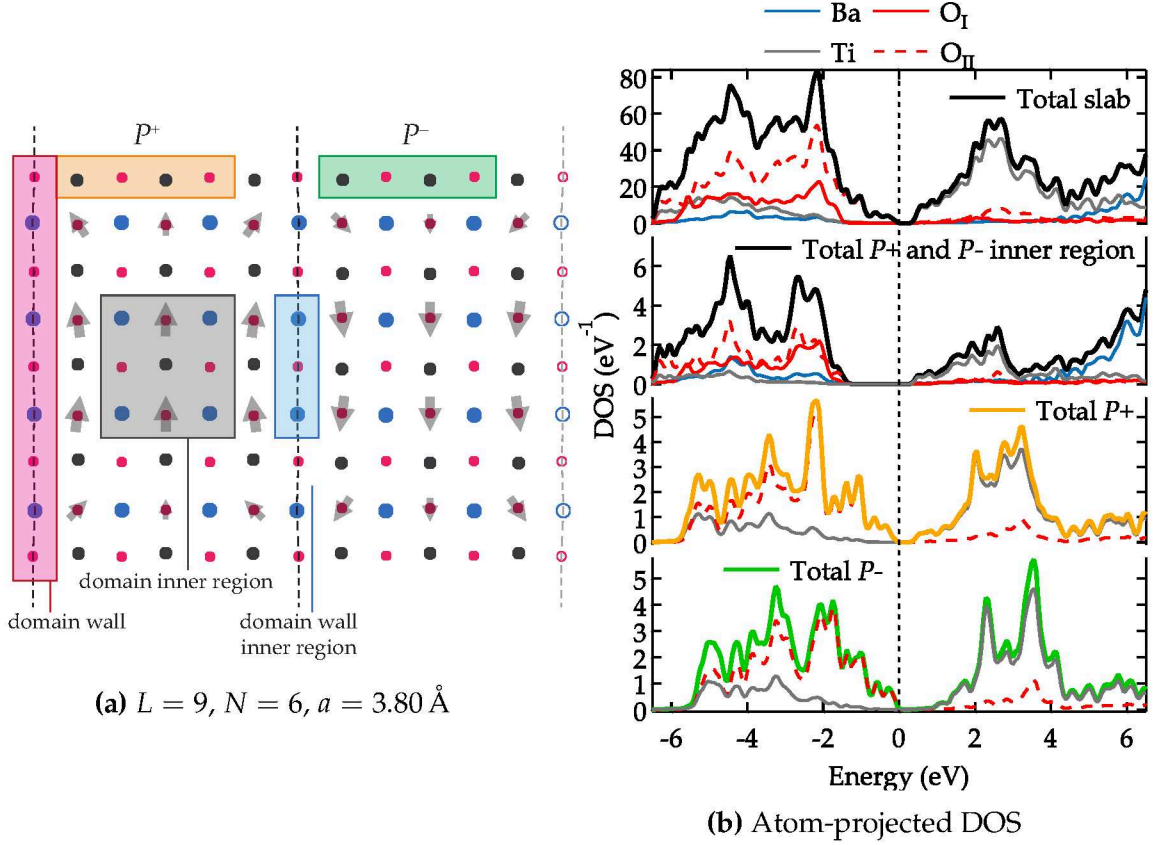 P⁺
P⁻
domain wall
domain inner region
domain wall
inner region
(a) L = 9, N = 6, a = 3.80 Å
Ba
O_I
Ti
O_II
80
60
40
20
0
Total slab
6
4
2
0
Total P+ and P- inner region
5
4
3
2
1
0
Total P+
5
4
3
2
1
0
Total P-
DOS (eV⁻¹)
-6 -4 -2 0 2 4 6
Energy (eV)
(b) Atom-projected DOS